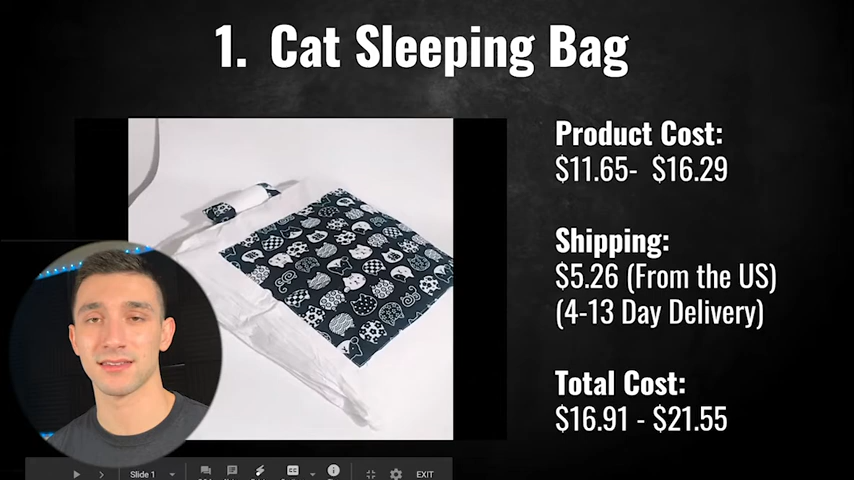 1. Cat Sleeping Bag
Product Cost:
$11.65- $16.29
Shipping:
$5.26 (From the US)
(4-13 Day Delivery)
Total Cost:
$16.91 - $21.55
Slide 1
CC
EXIT